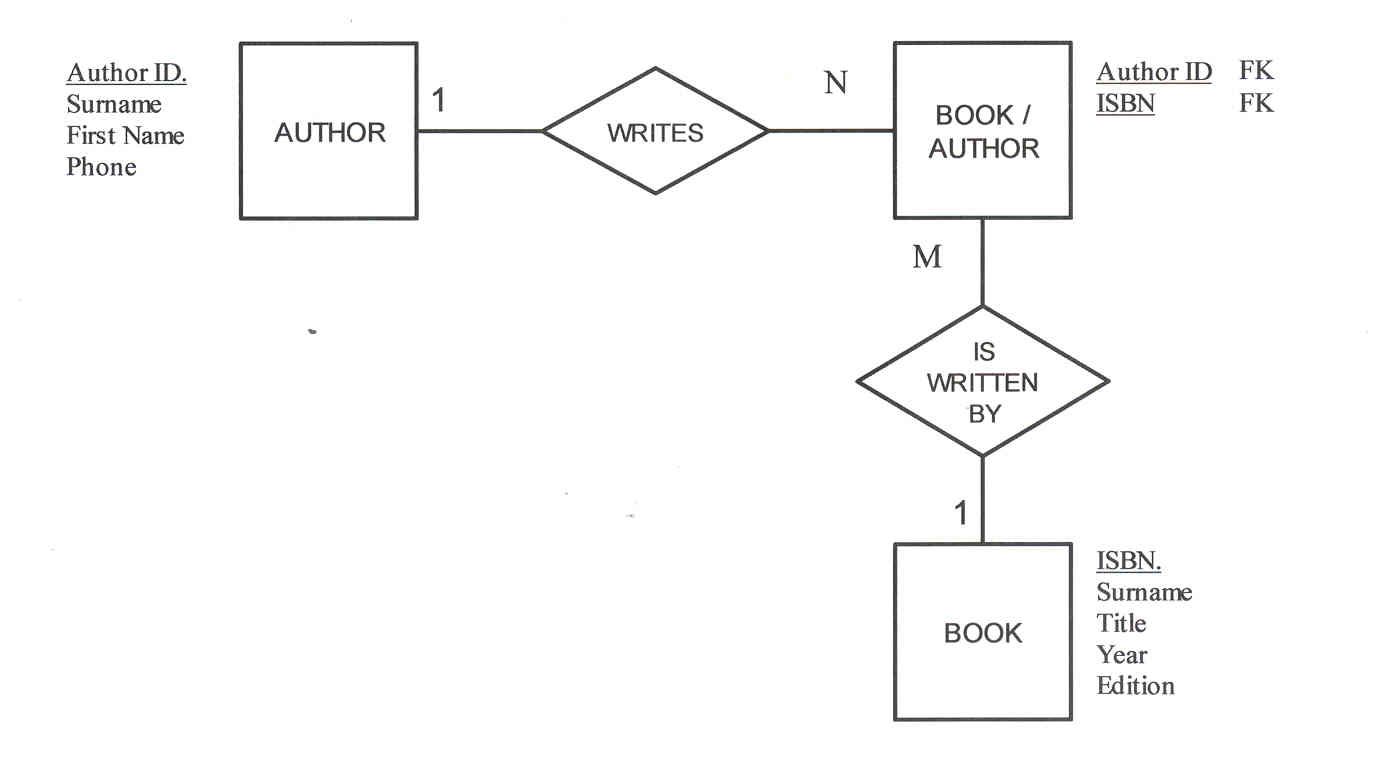 Author ID.
Surname
First Name
Phone
AUTHOR
1
WRITES
N
BOOK /
AUTHOR
Author ID FK
ISBN FK
M
IS
WRITTEN
BY
1
BOOK
ISBN.
Surname
Title
Year
Edition